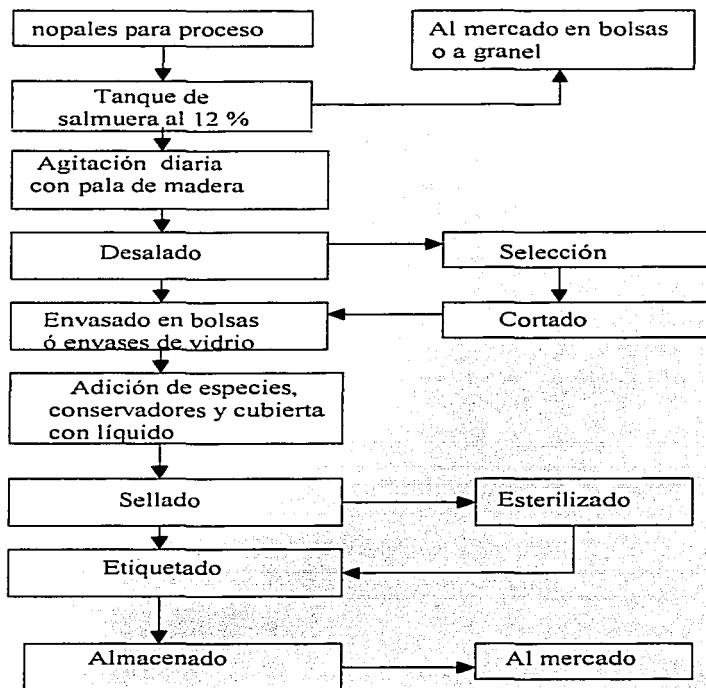 nopales para proceso
Al mercado en bolsas
o a granel
Tanque de
salmuera al 12 %
Agitación diaria
con pala de madera
Desalado
Selección
Envasado en bolsas
ó envases de vidrio
Cortado
Adición de especies,
conservadores y cubierta
con líquido
Sellado
Esterilizado
Etiquetado
Almacenado
Al mercado